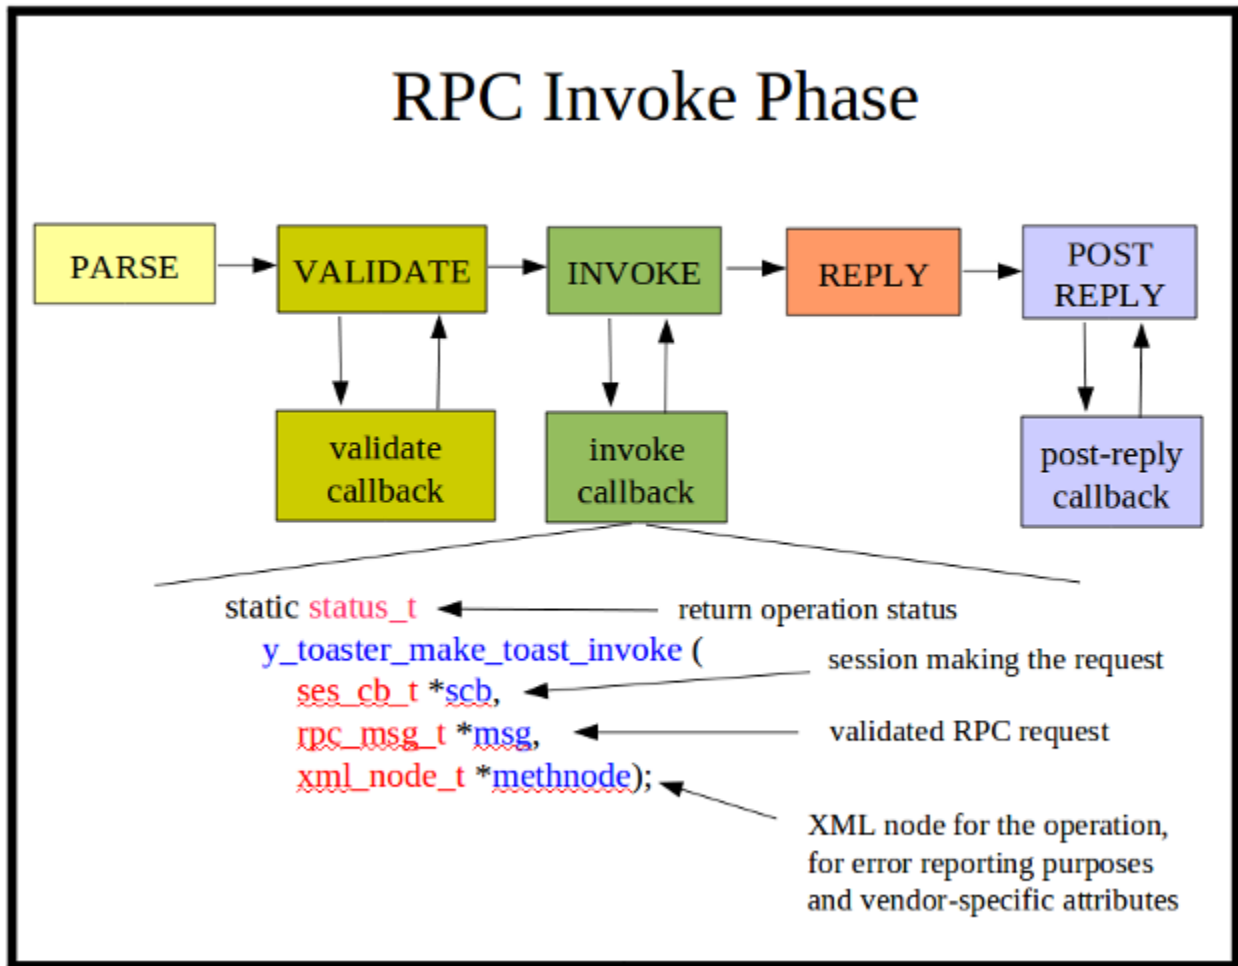 RPC Invoke Phase
PARSE
VALIDATE
INVOKE
REPLY
POST
REPLY
validate
callback
invoke
callback
post-reply
callback
static status_t
return operation status
y_toaster_make_toast_invoke (
session making the request
ses_cb_t *scb,
rpc_msg_t *msg,
validated RPC request
xml_node_t *methnode);
XML node for the operation,
for error reporting purposes
and vendor-specific attributes